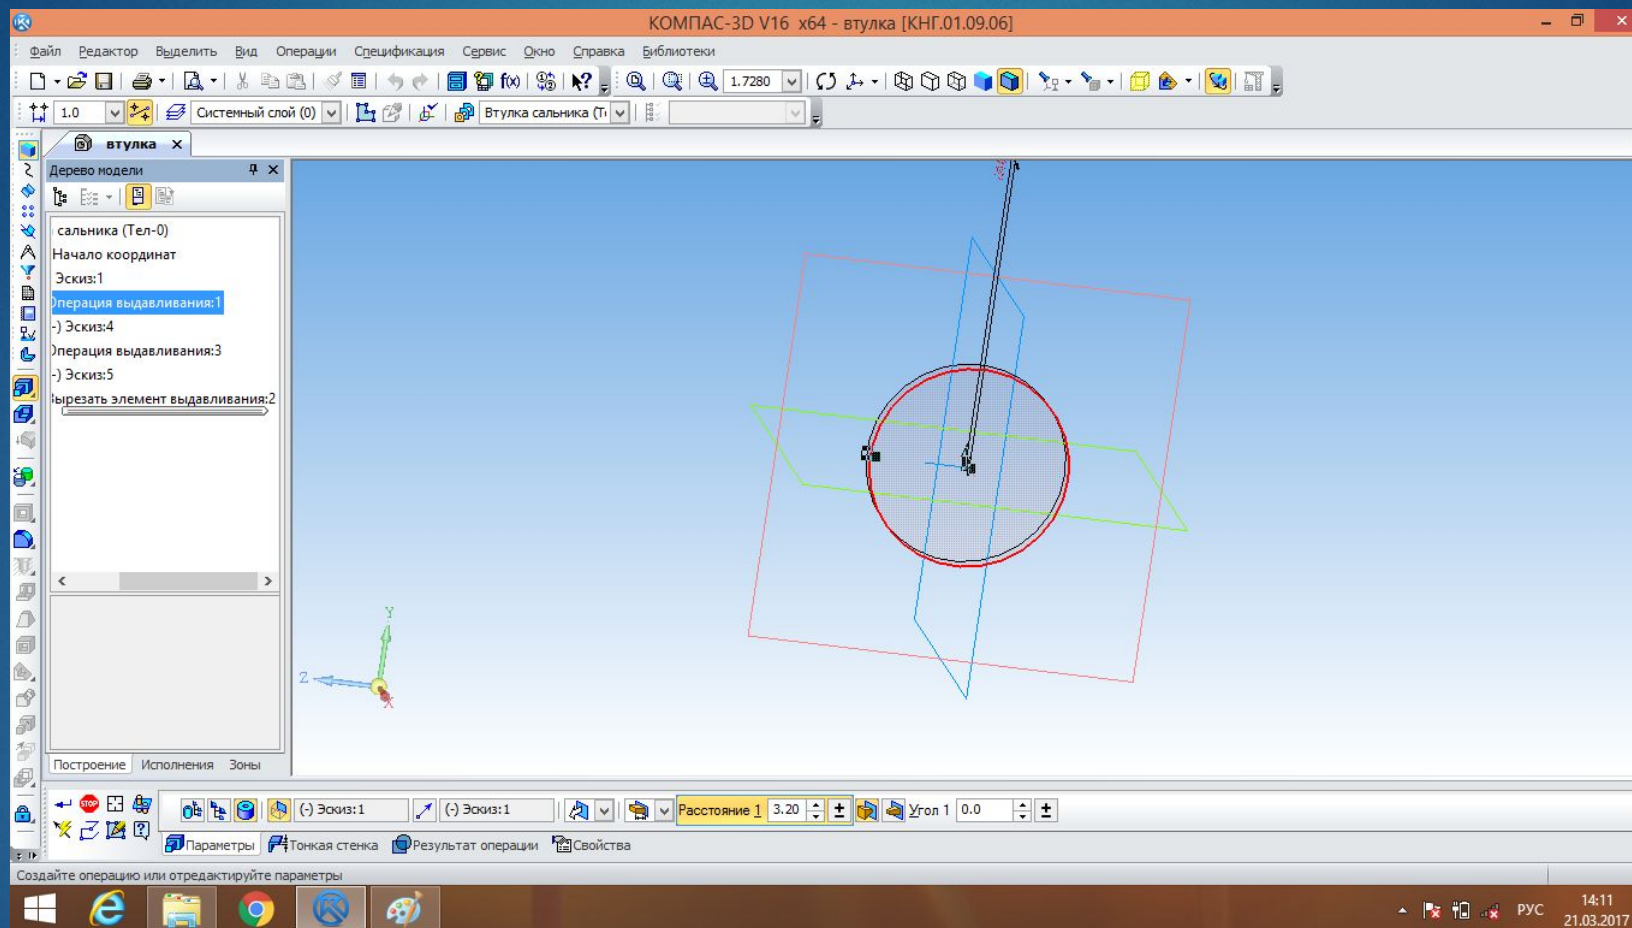 КОМПАС-3D V16 x64 - втулка [КНГ.01.09.06]
Файл Редактор Выделить Вид Операции Спецификация Сервис Окно Справка Библиотеки
1.7280
1.0 Системный слой (0) Втулка сальника (Т
втулка
Дерево модели
сальника (Тел-0)
Начало координат
Эскиз:1
Операция выдавливания:1
-) Эскиз:4
Операция выдавливания:3
-) Эскиз:5
Вырезать элемент выдавливания:2
Y
Z
X
Построение Исполнения Зоны
STOP (-) Эскиз:1 (-) Эскиз:1 Расстояние 1 3.20 Угол 1 0.0
Параметры Тонкая стенка Результат операции Свойства
Создайте операцию или отредактируйте параметры
РУС 14:11
21.03.2017